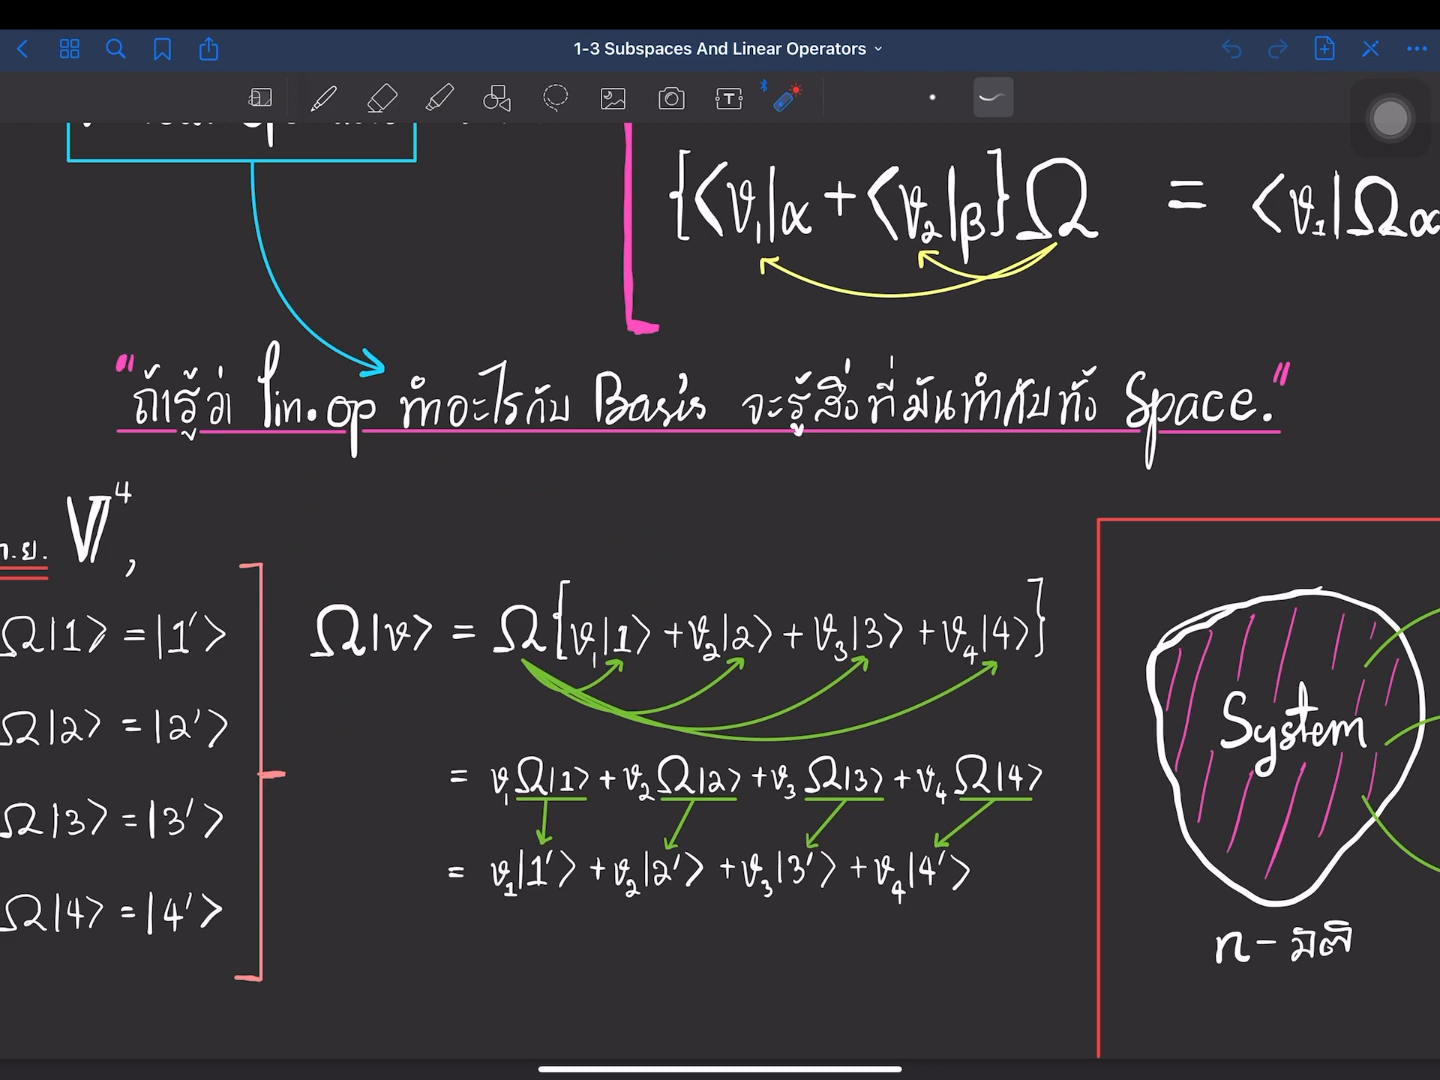 1-3 Subspaces And Linear Operators
{<v₁|α + <v₂|β}Ω = <v₁|Ωα
"ถ้ารู้ว่า lin.op ทำอะไรกับ Basis จะรู้สิ่งที่มันทำกับทั้ง Space."
𝕍⁴,
Ω|1> = |1'>
Ω|2> = |2'>
Ω|3> = |3'>
Ω|4> = |4'>
Ω|v> = Ω{v₁|1> + v₂|2> + v₃|3> + v₄|4>}
= v₁Ω|1> + v₂Ω|2> + v₃Ω|3> + v₄Ω|4>
= v₁|1'> + v₂|2'> + v₃|3'> + v₄|4'>
System
n - มิติ